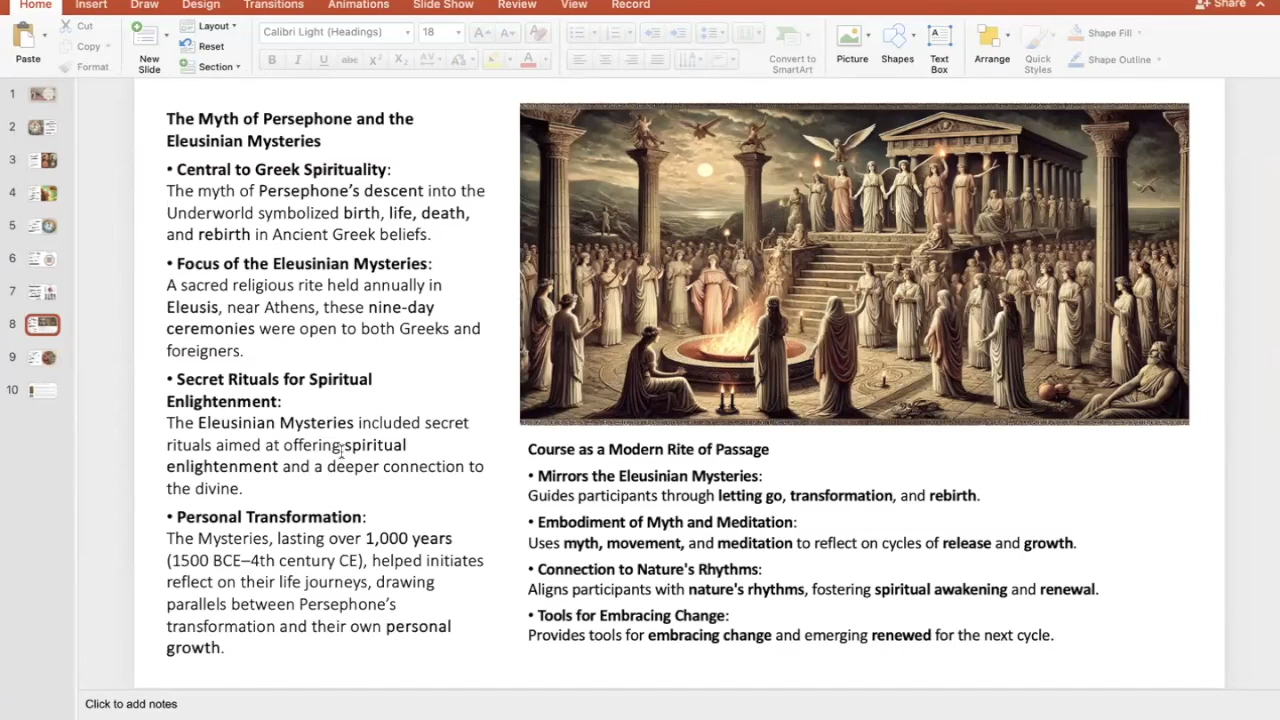 Home Insert Draw Design Transitions Animations Slide Show Review View Record Share
Cut
Copy
Format
Paste
New
Slide
Layout
Reset
Section
Calibri Light (Headings) 18
B I U abc X² X₂ AV Aa A
Convert to
SmartArt
Picture
Shapes
Text
Box
Arrange
Quick
Styles
Shape Fill
Shape Outline
1
2
3
4
5
6
7
8
9
10
The Myth of Persephone and the
Eleusinian Mysteries
• Central to Greek Spirituality:
The myth of Persephone's descent into the
Underworld symbolized birth, life, death,
and rebirth in Ancient Greek beliefs.
• Focus of the Eleusinian Mysteries:
A sacred religious rite held annually in
Eleusis, near Athens, these nine-day
ceremonies were open to both Greeks and
foreigners.
• Secret Rituals for Spiritual
Enlightenment:
The Eleusinian Mysteries included secret
rituals aimed at offering spiritual
enlightenment and a deeper connection to
the divine.
• Personal Transformation:
The Mysteries, lasting over 1,000 years
(1500 BCE–4th century CE), helped initiates
reflect on their life journeys, drawing
parallels between Persephone's
transformation and their own personal
growth.
Course as a Modern Rite of Passage
• Mirrors the Eleusinian Mysteries:
Guides participants through letting go, transformation, and rebirth.
• Embodiment of Myth and Meditation:
Uses myth, movement, and meditation to reflect on cycles of release and growth.
• Connection to Nature's Rhythms:
Aligns participants with nature's rhythms, fostering spiritual awakening and renewal.
• Tools for Embracing Change:
Provides tools for embracing change and emerging renewed for the next cycle.
Click to add notes